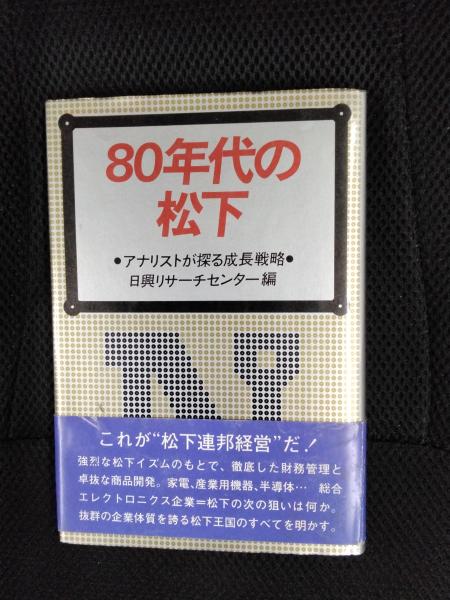 80年代の
松下
●アナリストが探る成長戦略●
日興リサーチセンター編
これが“松下連邦経営”だ!
強烈な松下イズムのもとで、徹底した財務管理と
卓抜な商品開発。家電、産業用機器、半導体… 総合
エレクトロニクス企業=松下の次の狙いは何か。
抜群の企業体質を誇る松下王国のすべてを明かす。